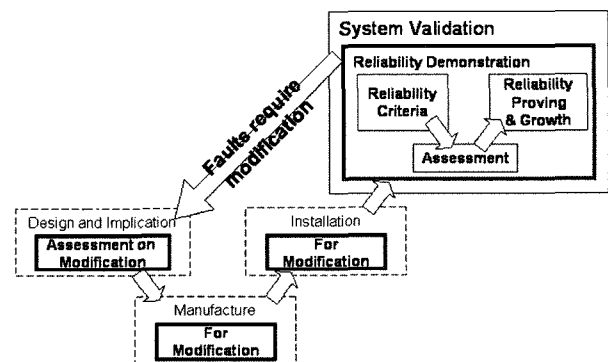 System Validation
Reliability Demonstration
Reliability
Criteria
Reliability
Proving
& Growth
Assessment
Faults require
modification
Design and Implication
Assessment on
Modification
Installation
For
Modification
Manufacture
For
Modification